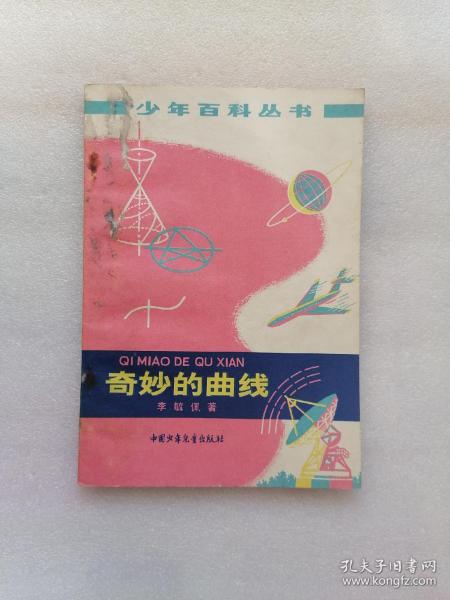 少年百科丛书
QI MIAO DE QU XIAN
奇妙的曲线
李毓佩 著
中国少年儿童出版社
孔夫子旧书网
www.kongfz.com